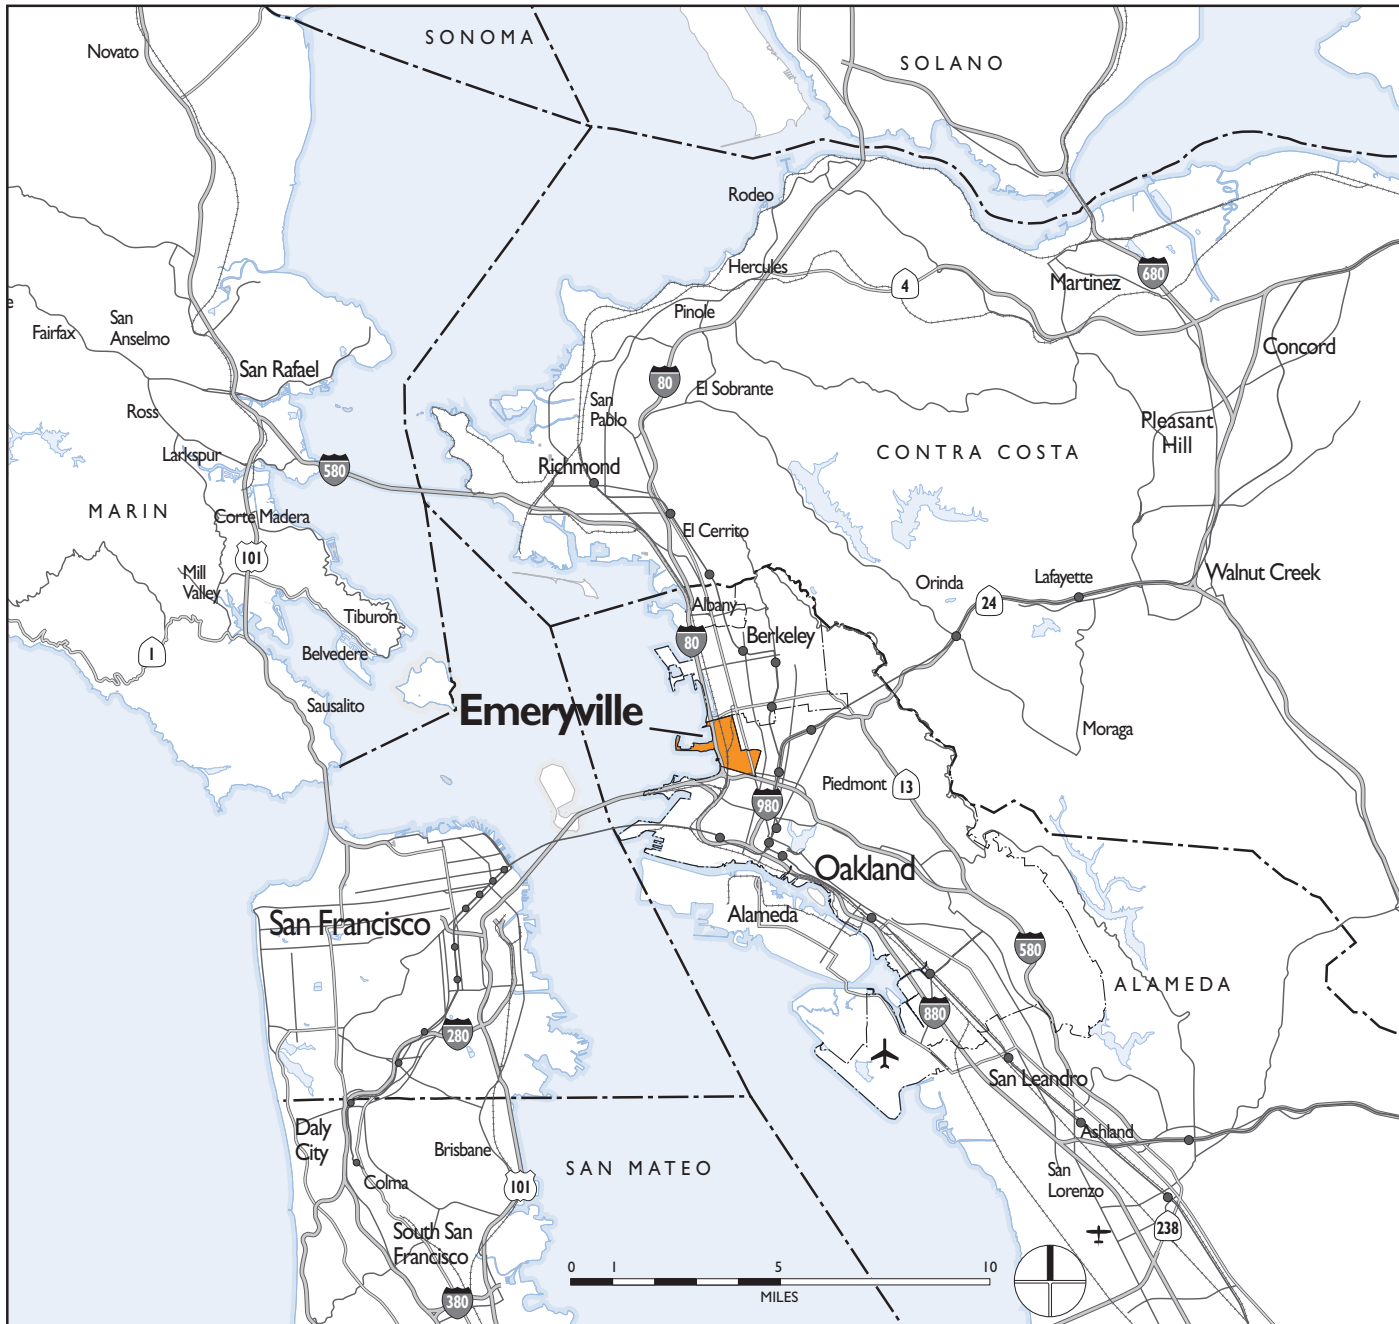 SONOMA
Novato
SOLANO
Rodeo
Hercules
4
Martinez
680
e
San
Anselmo
Fairfax
Pinole
Concord
San Rafael
80
El Sobrante
San
Pablo
Ross
Pleasant
Hill
CONTRA COSTA
Larkspur
580
Richmond
MARIN
Corte Madera
El Cerrito
101
Mill
Valley
Orinda
Lafayette
Walnut Creek
24
Albany
Tiburon
Berkeley
80
1
Belvedere
Sausalito
Emeryville
Moraga
Piedmont
13
980
Oakland
San Francisco
Alameda
580
ALAMEDA
880
280
San Leandro
Daly
City
Ashland
Brisbane
SAN MATEO
Colma
101
San
Lorenzo
238
South San
Francisco
380
0 1 5 10
MILES